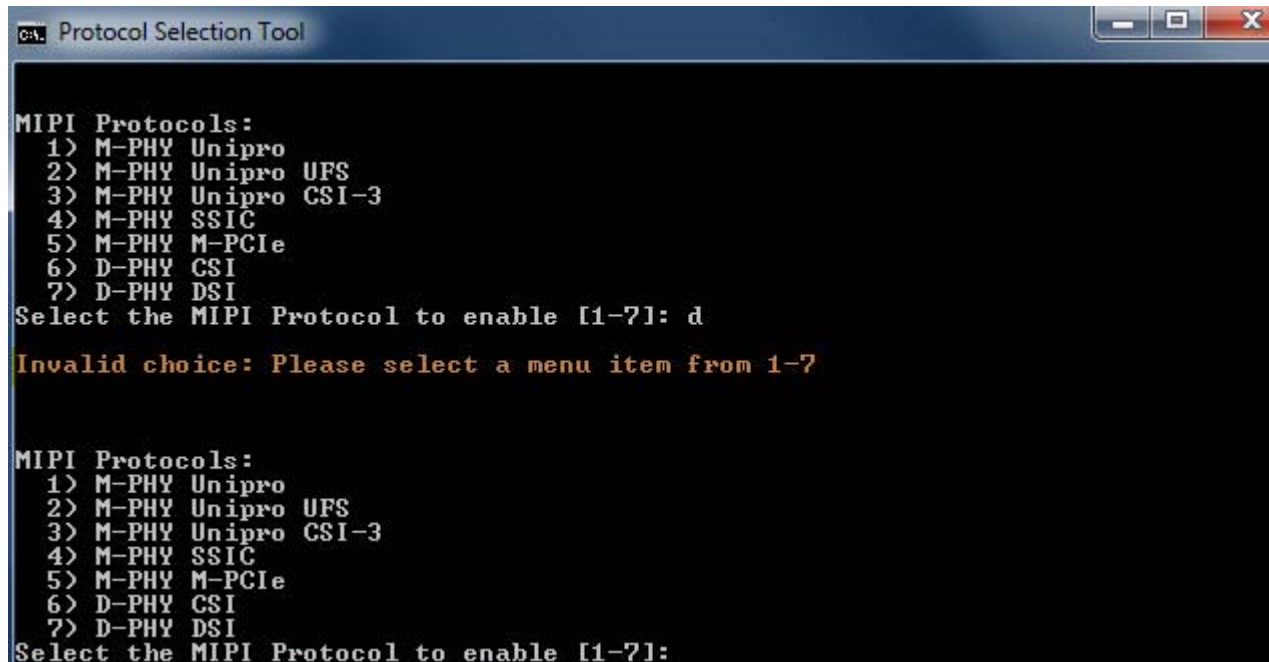 Protocol Selection Tool
MIPI Protocols:
1) M-PHY Unipro
2) M-PHY Unipro UFS
3) M-PHY Unipro CSI-3
4) M-PHY SSIC
5) M-PHY M-PCIe
6) D-PHY CSI
7) D-PHY DSI
Select the MIPI Protocol to enable [1-7]: d
Invalid choice: Please select a menu item from 1-7
MIPI Protocols:
1) M-PHY Unipro
2) M-PHY Unipro UFS
3) M-PHY Unipro CSI-3
4) M-PHY SSIC
5) M-PHY M-PCIe
6) D-PHY CSI
7) D-PHY DSI
Select the MIPI Protocol to enable [1-7]: